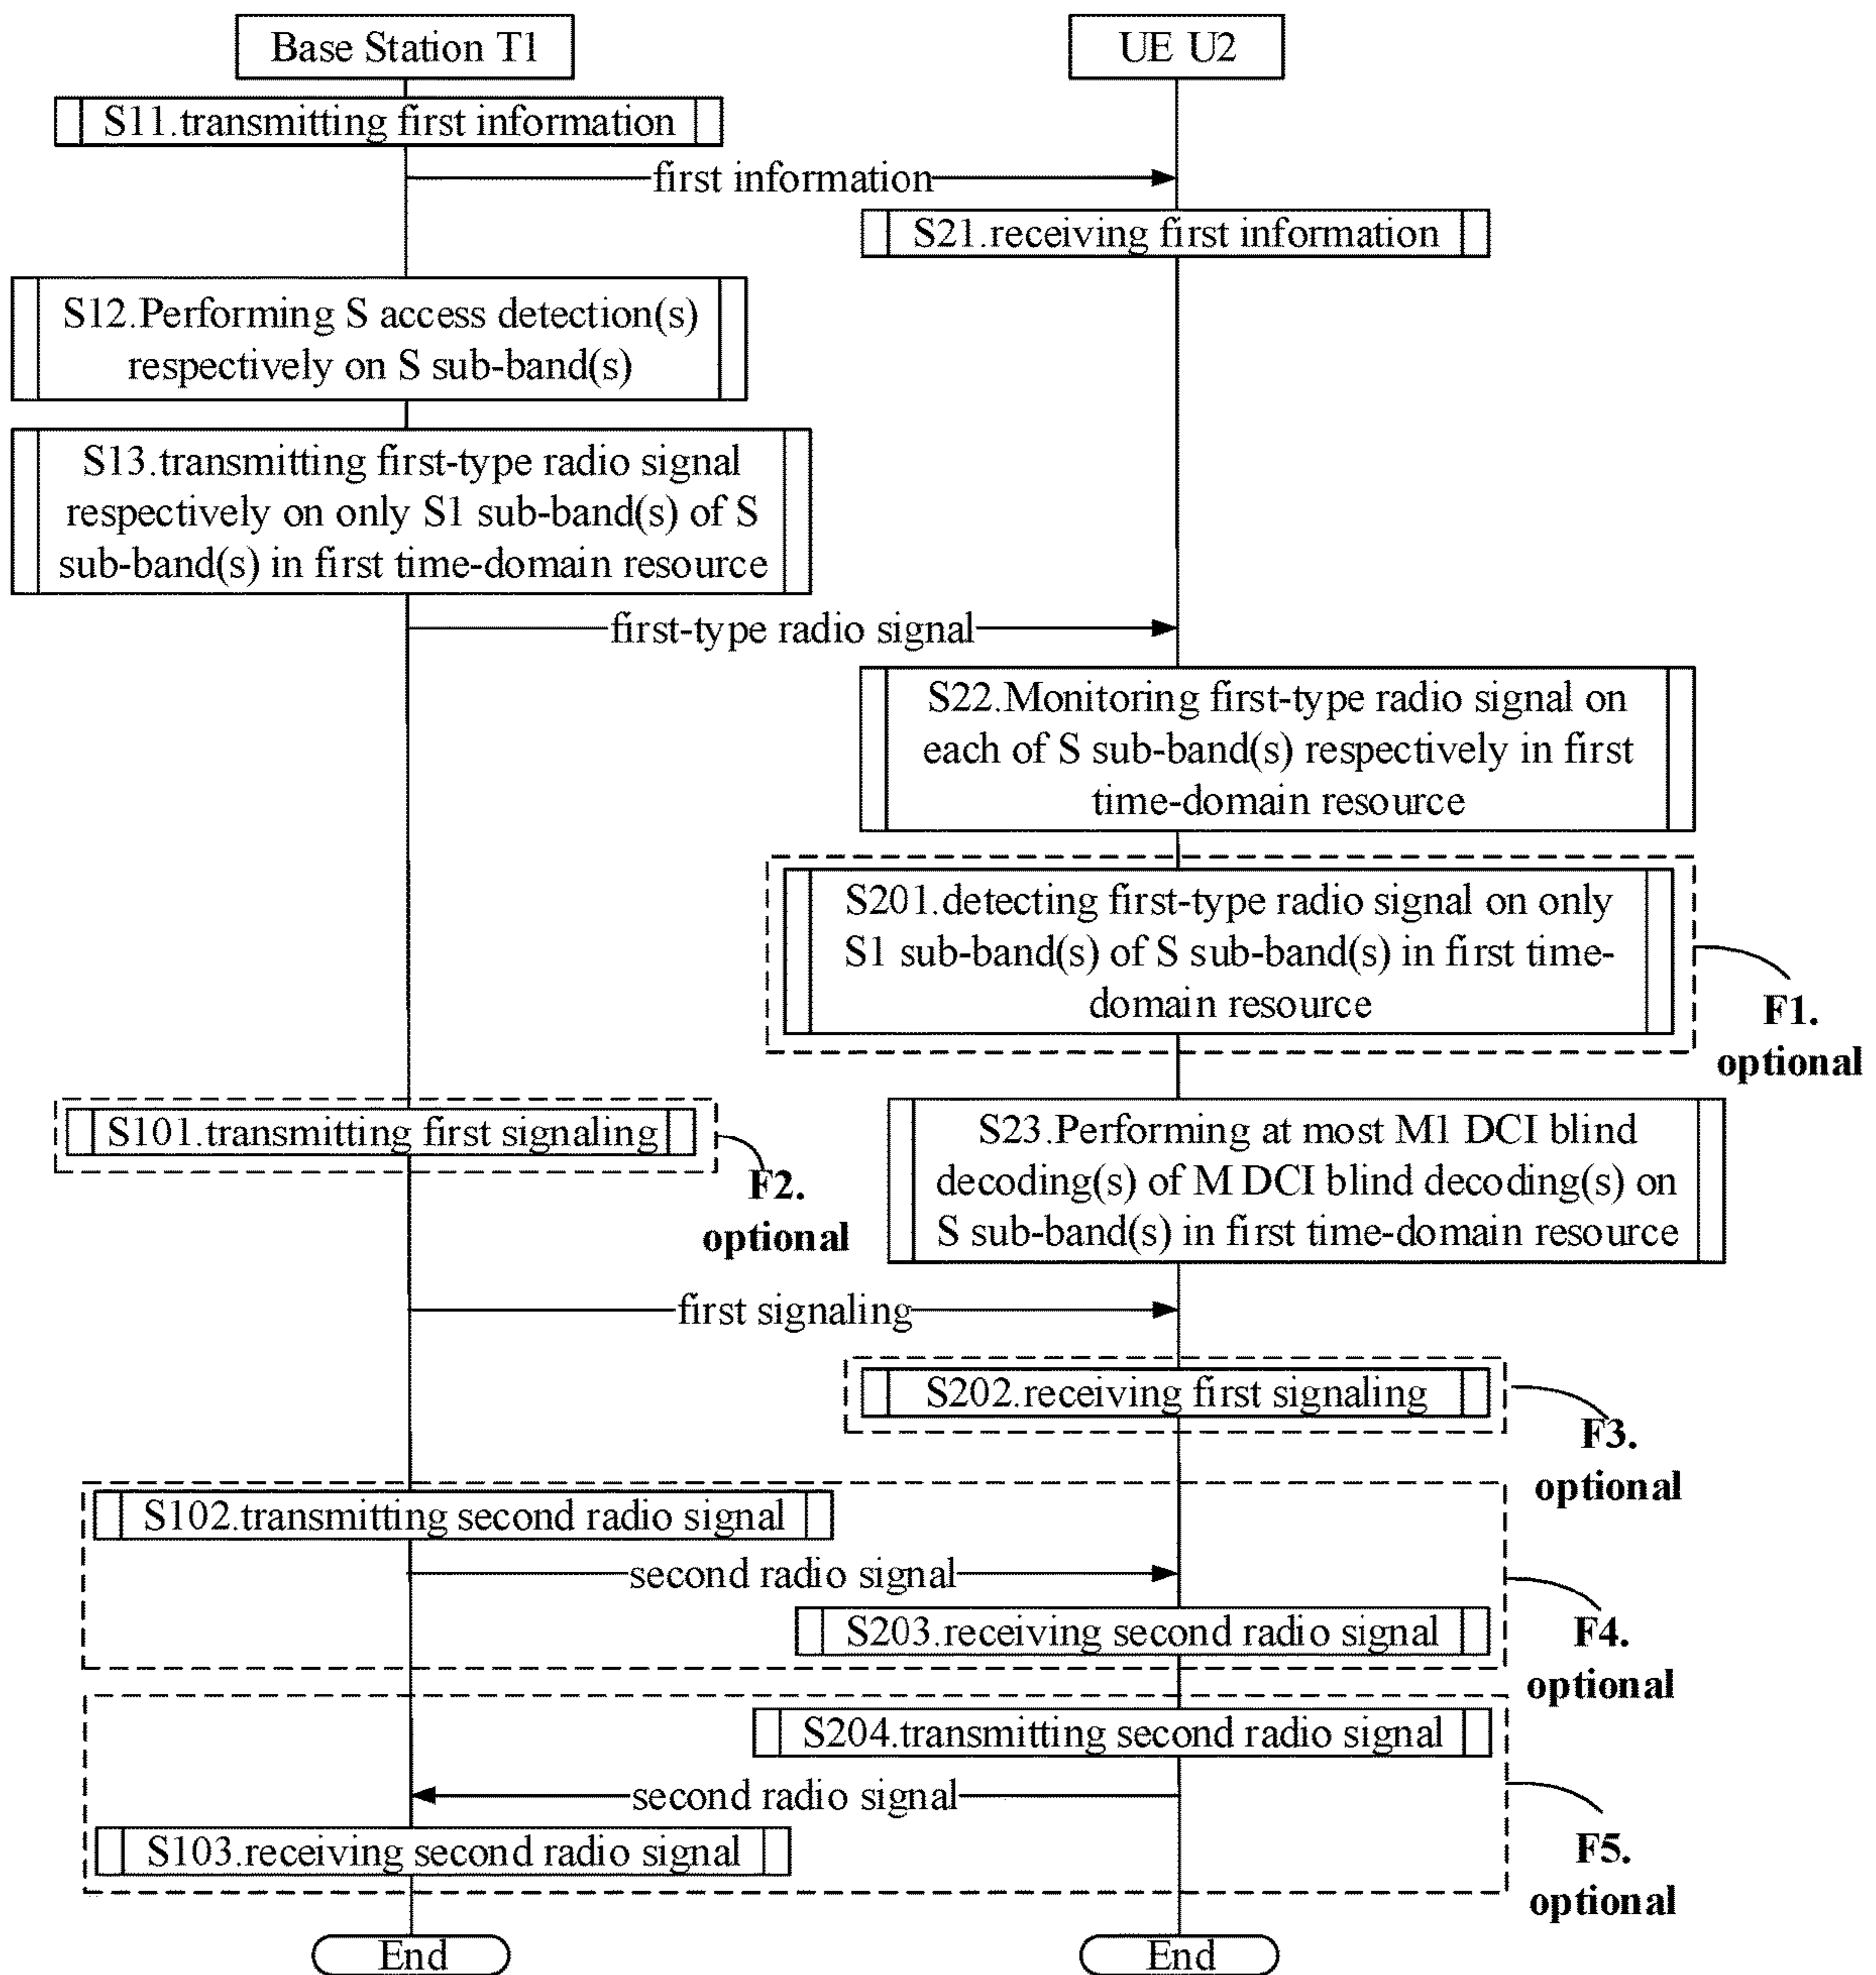 Base Station T1
UE U2
S11.transmitting first information
first information
S21.receiving first information
S12.Performing S access detection(s)
respectively on S sub-band(s)
S13.transmitting first-type radio signal
respectively on only S1 sub-band(s) of S
sub-band(s) in first time-domain resource
first-type radio signal
S22.Monitoring first-type radio signal on
each of S sub-band(s) respectively in first
time-domain resource
S201.detecting first-type radio signal on only
S1 sub-band(s) of S sub-band(s) in first time-
domain resource
F1.
optional
S101.transmitting first signaling
F2.
optional
S23.Performing at most M1 DCI blind
decoding(s) of M DCI blind decoding(s) on
S sub-band(s) in first time-domain resource
first signaling
S202.receiving first signaling
F3.
optional
S102.transmitting second radio signal
second radio signal
S203.receiving second radio signal
F4.
optional
S204.transmitting second radio signal
second radio signal
S103.receiving second radio signal
F5.
optional
End
End